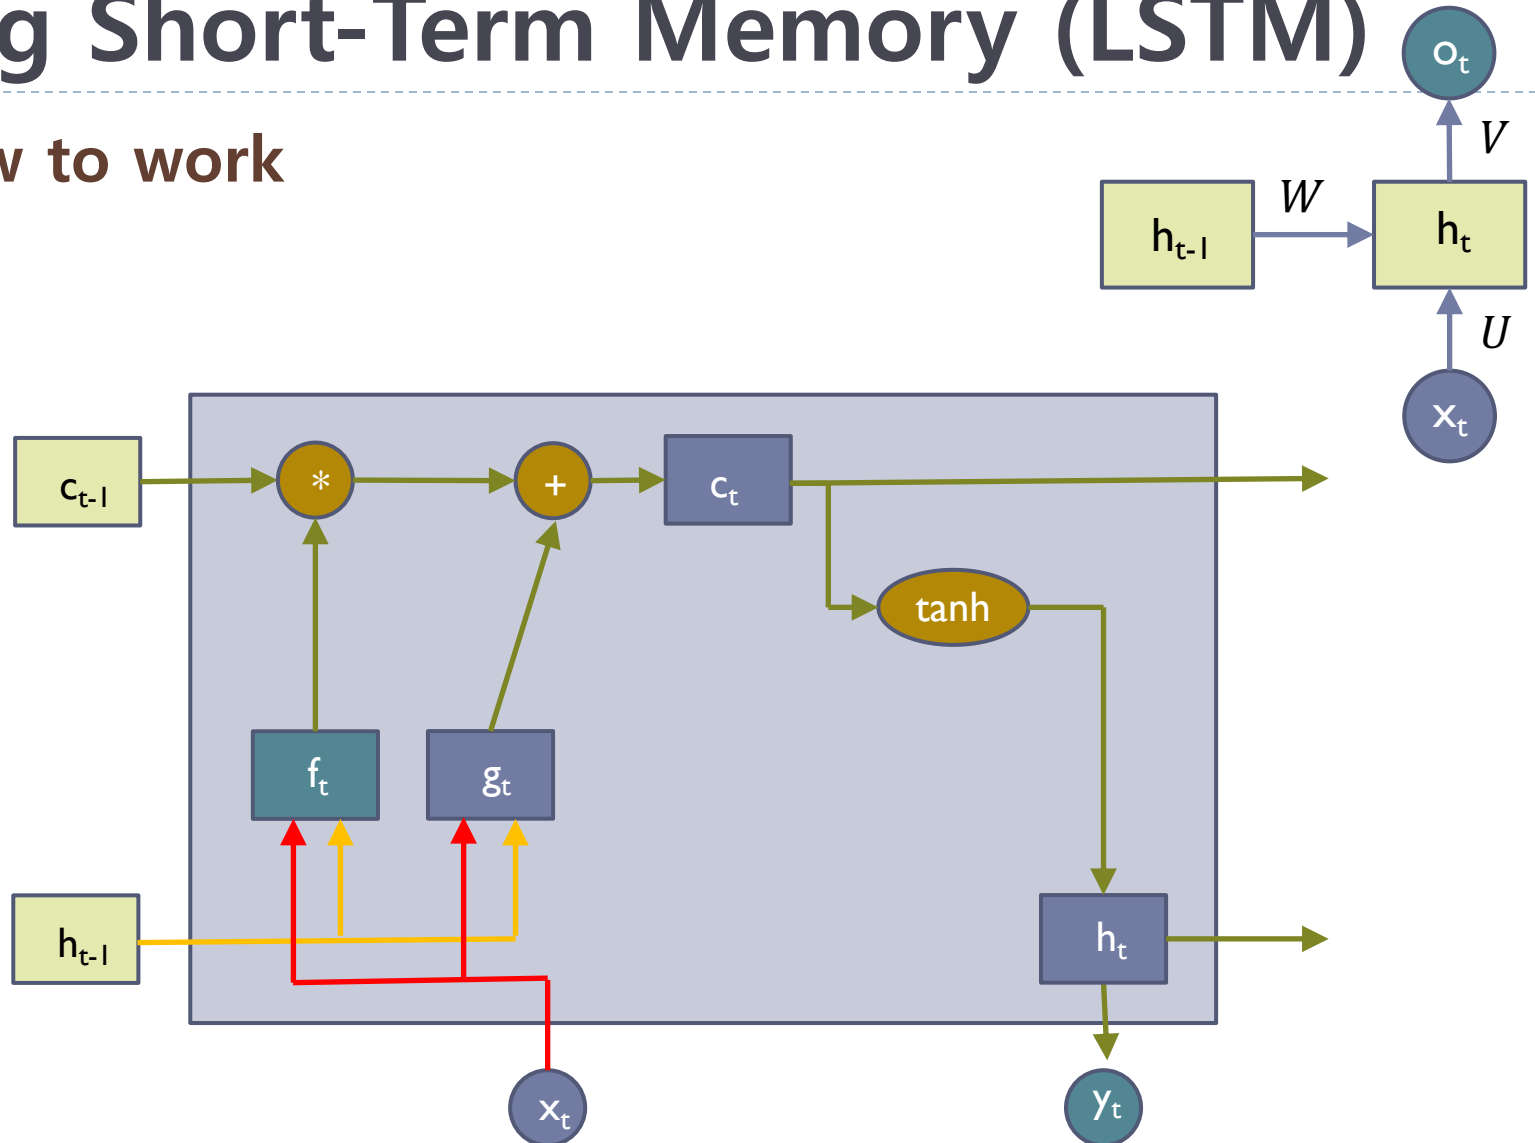 g Short-Term Memory (LSTM)
w to work
oₜ
V
hₜ₋₁
W
hₜ
U
xₜ
cₜ₋₁
*
+
cₜ
tanh
fₜ
gₜ
hₜ₋₁
hₜ
xₜ
yₜ